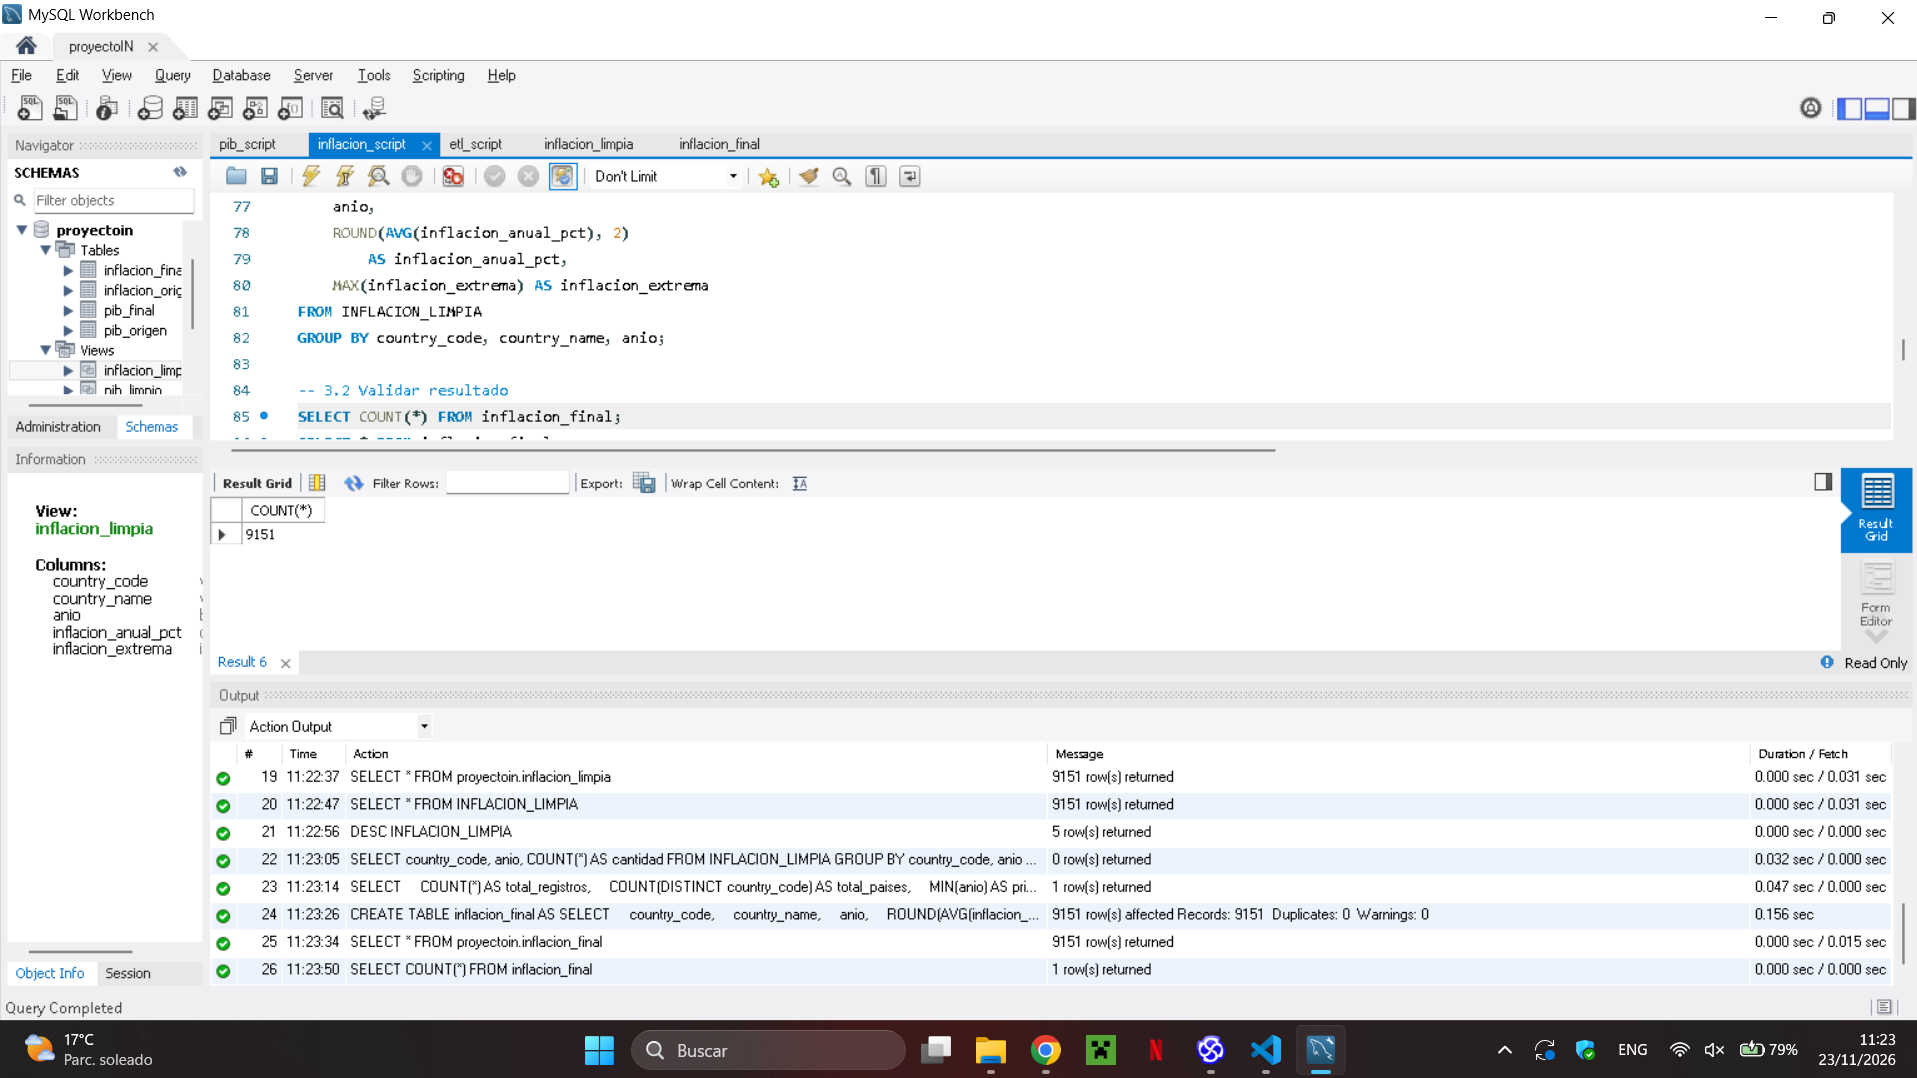 MySQL Workbench
proyectoIN
File Edit View Query Database Server Tools Scripting Help
Navigator
SCHEMAS
Filter objects
proyectoin
Tables
inflacion_fina
inflacion_orig
pib_final
pib_origen
Views
inflacion_limp
pib_limpio
Administration Schemas
Information
View:
inflacion_limpia
Columns:
country_code
country_name
anio
inflacion_anual_pct
inflacion_extrema
Object Info Session
pib_script inflacion_script etl_script inflacion_limpia inflacion_final
Don't Limit
77 anio,
78 ROUND(AVG(inflacion_anual_pct), 2)
79 AS inflacion_anual_pct,
80 MAX(inflacion_extrema) AS inflacion_extrema
81 FROM INFLACION_LIMPIA
82 GROUP BY country_code, country_name, anio;
83
84 -- 3.2 Validar resultado
85 SELECT COUNT(*) FROM inflacion_final;
Result Grid Filter Rows: Export: Wrap Cell Content:
COUNT(*)
9151
Result Grid
Form Editor
Result 6
Read Only
Output
Action Output
# Time Action Message Duration / Fetch
19 11:22:37 SELECT * FROM proyectoin.inflacion_limpia 9151 row(s) returned 0.000 sec / 0.031 sec
20 11:22:47 SELECT * FROM INFLACION_LIMPIA 9151 row(s) returned 0.000 sec / 0.031 sec
21 11:22:56 DESC INFLACION_LIMPIA 5 row(s) returned 0.000 sec / 0.000 sec
22 11:23:05 SELECT country_code, anio, COUNT(*) AS cantidad FROM INFLACION_LIMPIA GROUP BY country_code, anio ... 0 row(s) returned 0.032 sec / 0.000 sec
23 11:23:14 SELECT COUNT(*) AS total_registros, COUNT(DISTINCT country_code) AS total_paises, MIN(anio) AS pri... 1 row(s) returned 0.047 sec / 0.000 sec
24 11:23:26 CREATE TABLE inflacion_final AS SELECT country_code, country_name, anio, ROUND(AVG(inflacion_... 9151 row(s) affected Records: 9151 Duplicates: 0 Warnings: 0 0.156 sec
25 11:23:34 SELECT * FROM proyectoin.inflacion_final 9151 row(s) returned 0.000 sec / 0.015 sec
26 11:23:50 SELECT COUNT(*) FROM inflacion_final 1 row(s) returned 0.000 sec / 0.000 sec
Query Completed
17°C
Parc. soleado
Buscar
ENG
79%
11:23
23/11/2026